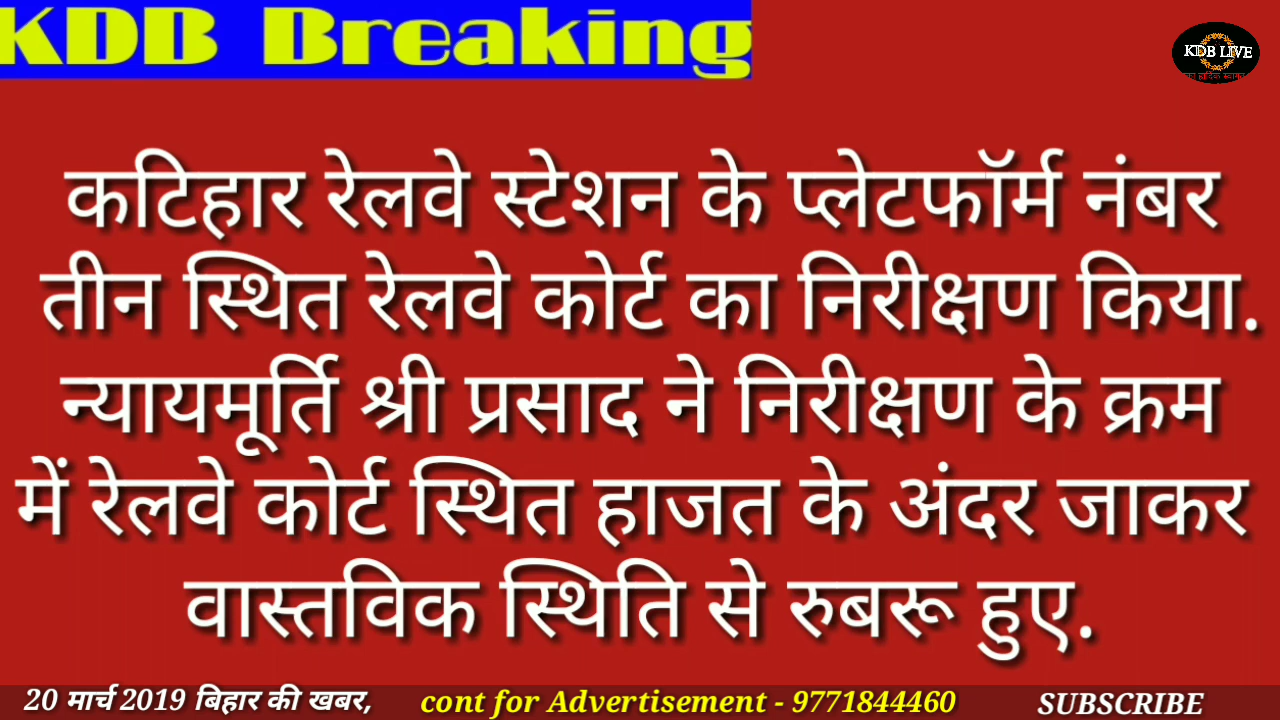 KDB Breaking
KDB LIVE
कटिहार रेलवे स्टेशन के प्लेटफॉर्म नंबर
तीन स्थित रेलवे कोर्ट का निरीक्षण किया.
न्यायमूर्ति श्री प्रसाद ने निरीक्षण के क्रम
में रेलवे कोर्ट स्थित हाजत के अंदर जाकर
वास्तविक स्थिति से रुबरू हुए.
20 मार्च 2019 बिहार की खबर, cont for Advertisement - 9771844460 SUBSCRIBE